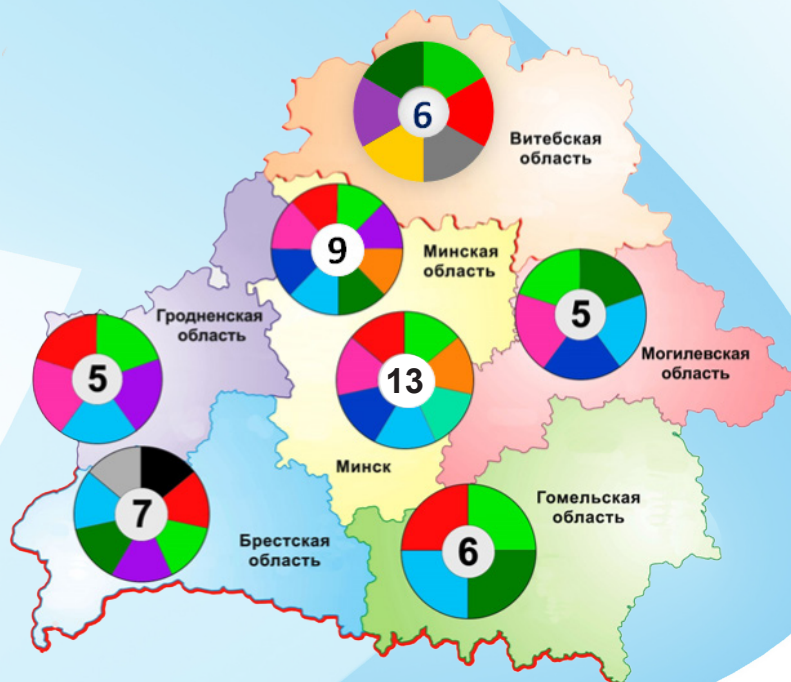 6
Витебская
область
9
Минская
область
5
Гродненская
область
5
Могилевская
область
13
Минск
7
Брестская
область
6
Гомельская
область